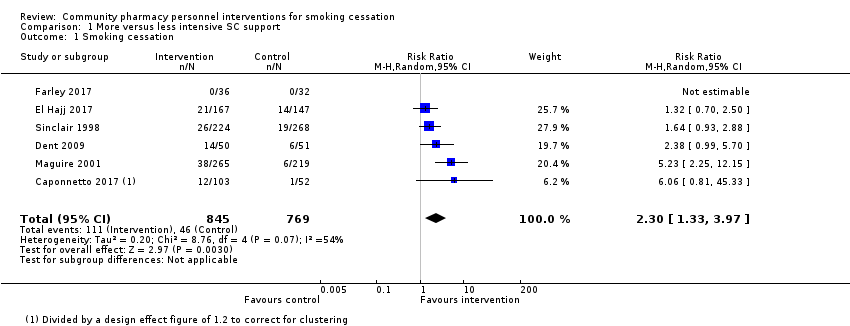 Review: Community pharmacy personnel interventions for smoking cessation
Comparison: 1 More versus less intensive SC support
Outcome: 1 Smoking cessation
Study or subgroup Intervention Control Risk Ratio Weight Risk Ratio
n/N n/N M-H,Random,95% CI M-H,Random,95% CI
Farley 2017 0/36 0/32 Not estimable
El Hajj 2017 21/167 14/147 25.7 % 1.32 [ 0.70, 2.50 ]
Sinclair 1998 26/224 19/268 27.9 % 1.64 [ 0.93, 2.88 ]
Dent 2009 14/50 6/51 19.7 % 2.38 [ 0.99, 5.70 ]
Maguire 2001 38/265 6/219 20.4 % 5.23 [ 2.25, 12.15 ]
Caponnetto 2017 (1) 12/103 1/52 6.2 % 6.06 [ 0.81, 45.33 ]
Total (95% CI) 845 769 100.0 % 2.30 [ 1.33, 3.97 ]
Total events: 111 (Intervention), 46 (Control)
Heterogeneity: Tau² = 0.20; Chi² = 8.76, df = 4 (P = 0.07); I² =54%
Test for overall effect: Z = 2.97 (P = 0.0030)
Test for subgroup differences: Not applicable
0.005 0.1 1 10 200
Favours control Favours intervention
(1) Divided by a design effect figure of 1.2 to correct for clustering